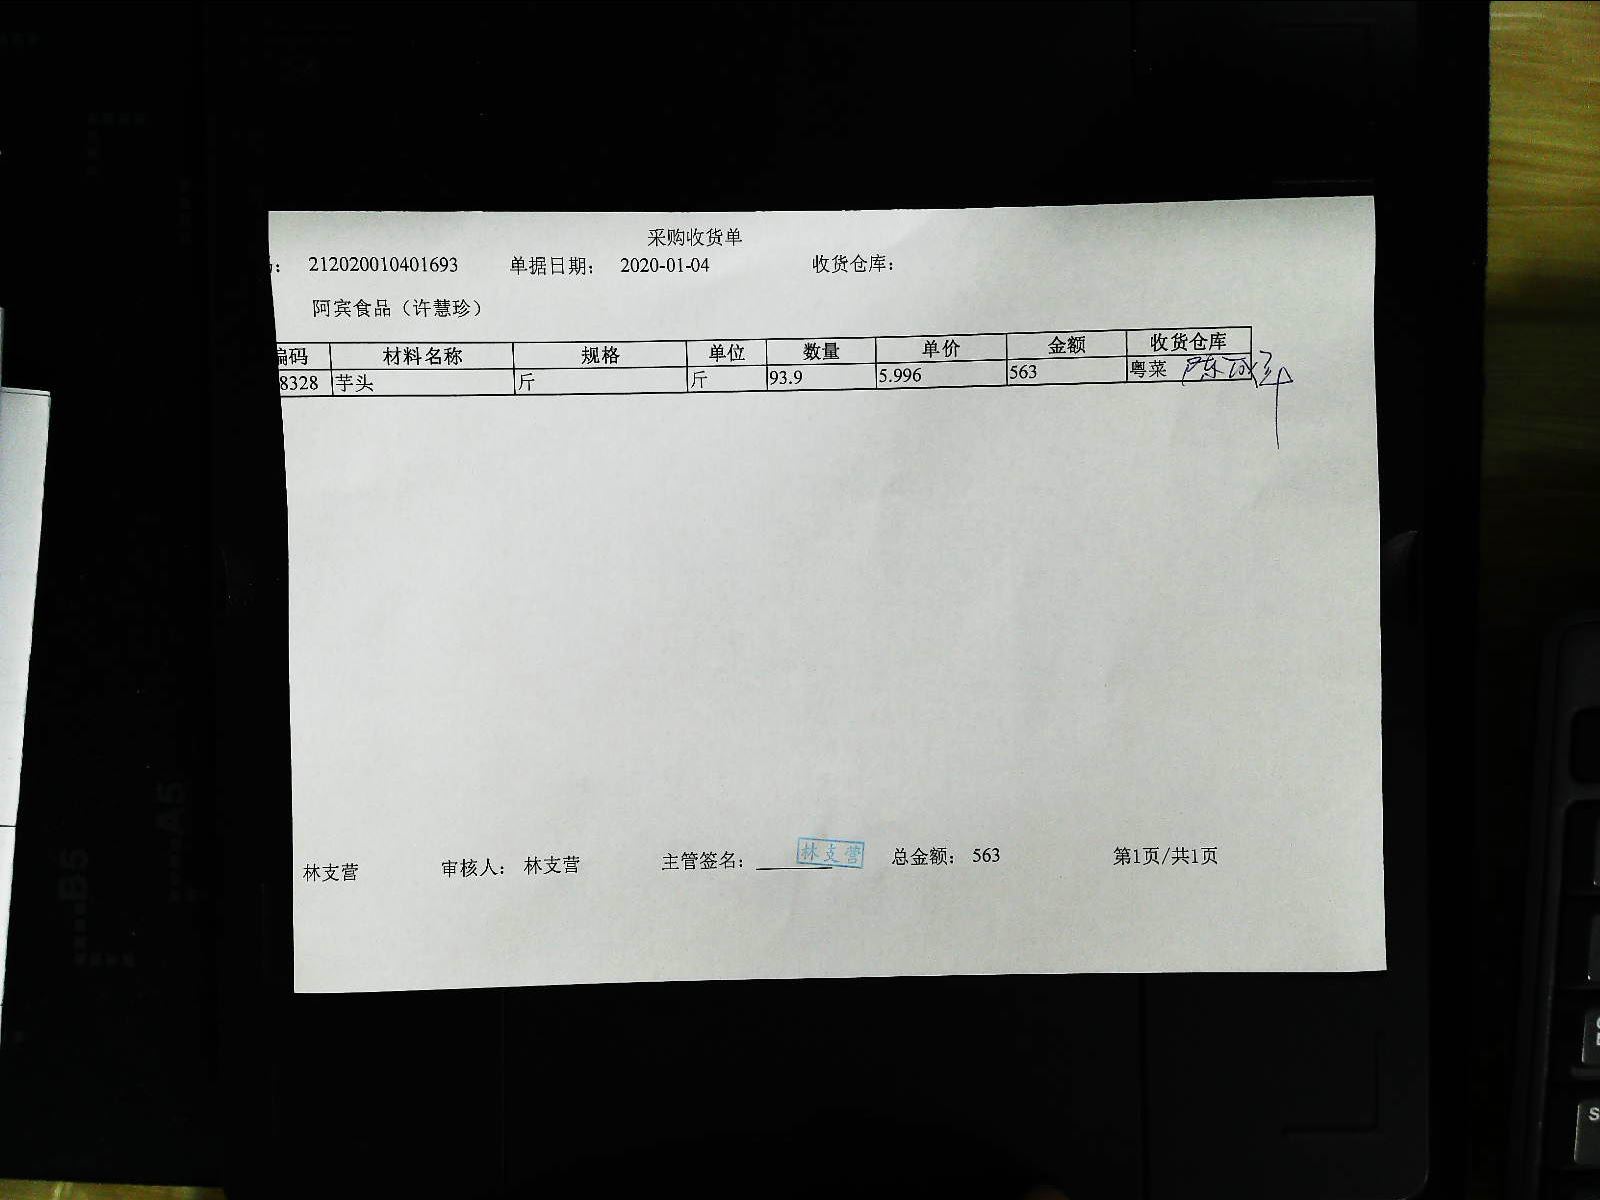 采购收货单
: 212020010401693 单据日期: 2020-01-04 收货仓库:
阿宾食品（许慧珍）
编码 材料名称 规格 单位 数量 单价 金额 收货仓库
8328 芋头 斤 斤 93.9 5.996 563 粤菜
林支营 审核人: 林支营 主管签名: 林支营 总金额: 563 第1页/共1页
A5
B5